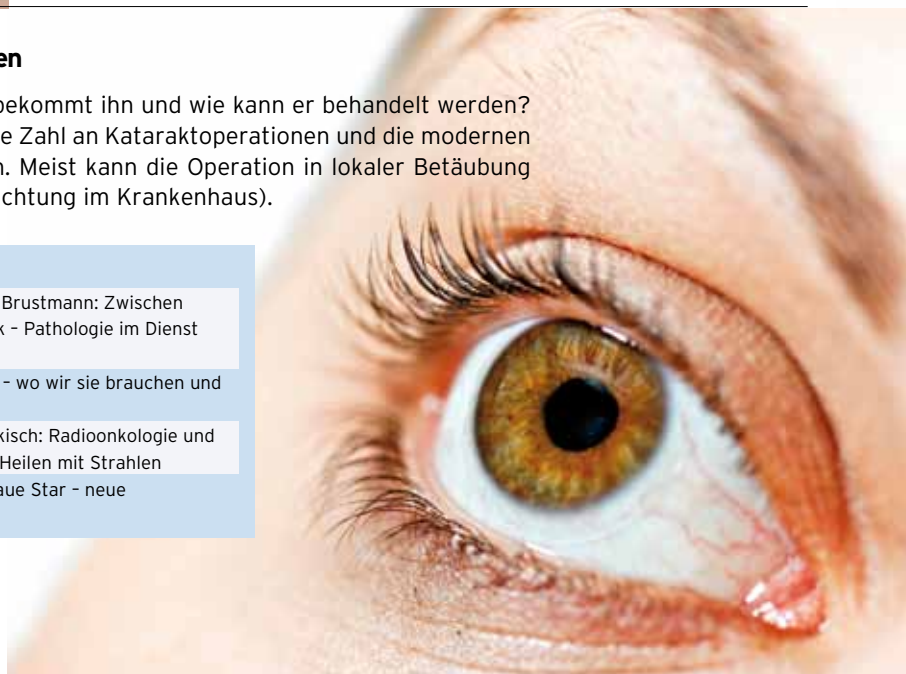 en
bekommt ihn und wie kann er behandelt werden?
e Zahl an Kataraktoperationen und die modernen
n. Meist kann die Operation in lokaler Betäubung
chtung im Krankenhaus).
Brustmann: Zwischen
k – Pathologie im Dienst
– wo wir sie brauchen und
kisch: Radioonkologie und
Heilen mit Strahlen
aue Star – neue